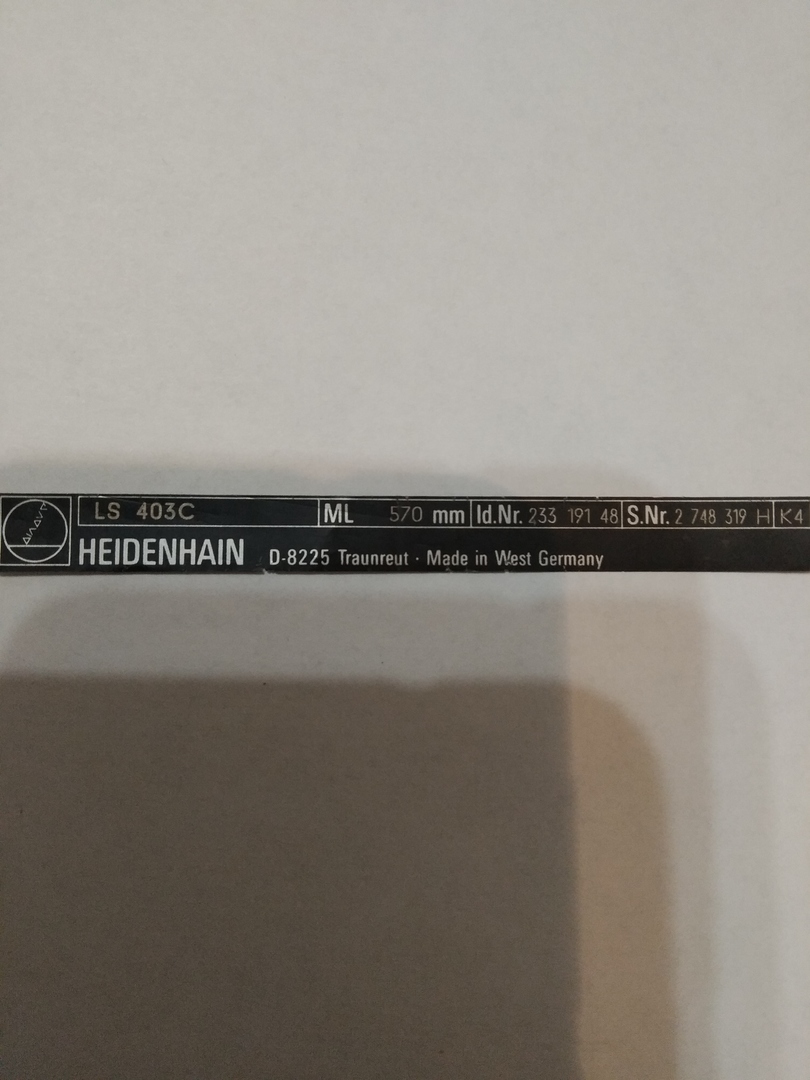 LS 403C ML 570 mm Id.Nr. 233 191 48 S.Nr. 2 748 319 H K4
HEIDENHAIN D-8225 Traunreut · Made in West Germany